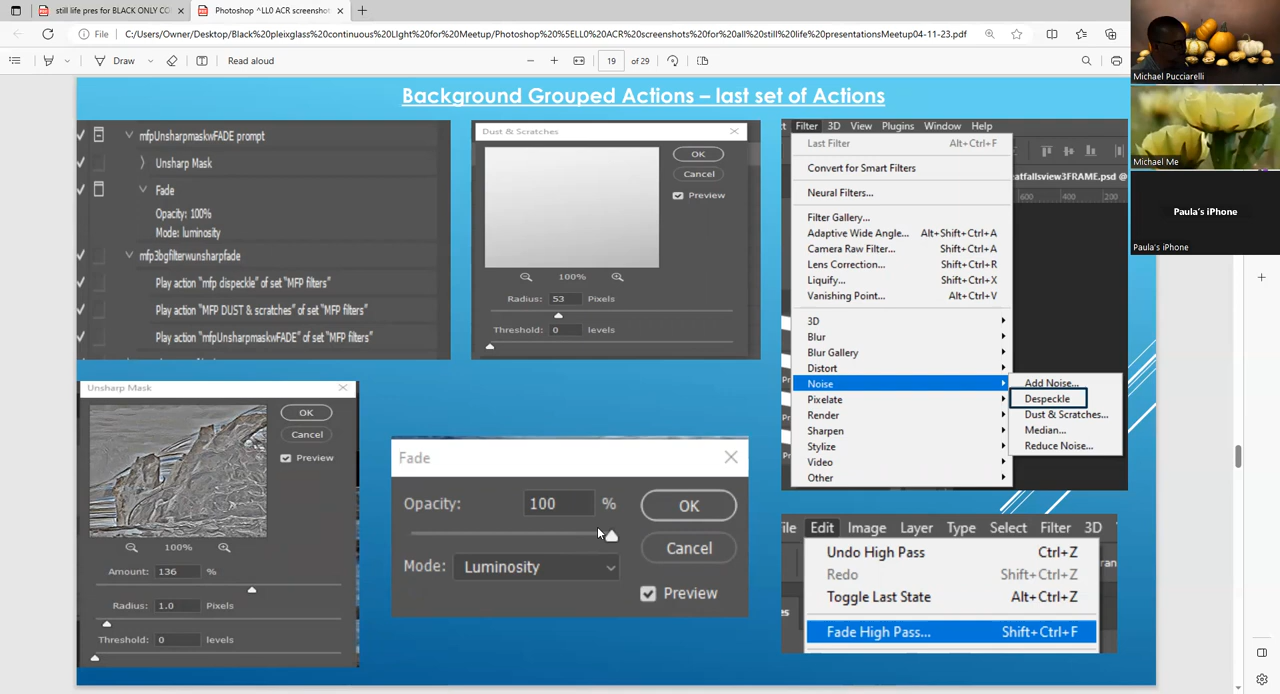 still life pres for BLACK ONLY CO
Photoshop ^LL0 ACR screenshots
File
C:/Users/Owner/Desktop/Black%20pleixglass%20continuous%20LIght%20for%20Meetup/Photoshop%20%5ELL0%20ACR%20screenshots%20for%20all%20still%20life%20presentationsMeetup04-11-23.pdf
Draw
Read aloud
19
of 29
Background Grouped Actions – last set of Actions
mfpUnsharpmaskwFADE prompt
Unsharp Mask
Fade
Opacity: 100%
Mode: luminosity
mfp3bgfilterwunsharpfade
Play action "mfp dispeckle" of set "MFP filters"
Play action "MFP DUST & scratches" of set "MFP filters"
Play action "mfpUnsharpmaskwFADE" of set "MFP filters"
Dust & Scratches
OK
Cancel
Preview
100%
Radius: 53 Pixels
Threshold: 0 levels
Filter 3D View Plugins Window Help
Last Filter Alt+Ctrl+F
Convert for Smart Filters
Neural Filters...
Filter Gallery...
Adaptive Wide Angle... Alt+Shift+Ctrl+A
Camera Raw Filter... Shift+Ctrl+A
Lens Correction... Shift+Ctrl+R
Liquify... Shift+Ctrl+X
Vanishing Point... Alt+Ctrl+V
3D
Blur
Blur Gallery
Distort
Noise
Pixelate
Render
Sharpen
Stylize
Video
Other
eatfallsview3FRAME.psd @
600 400 200
Add Noise...
Despeckle
Dust & Scratches...
Median...
Reduce Noise...
Unsharp Mask
OK
Cancel
Preview
100%
Amount: 136 %
Radius: 1.0 Pixels
Threshold: 0 levels
Fade
Opacity: 100 %
OK
Cancel
Mode: Luminosity
Preview
ile Edit Image Layer Type Select Filter 3D
Undo High Pass Ctrl+Z
Redo Shift+Ctrl+Z
Toggle Last State Alt+Ctrl+Z
Fade High Pass... Shift+Ctrl+F
Michael Pucciarelli
Michael Me
Paula's iPhone
Paula's iPhone